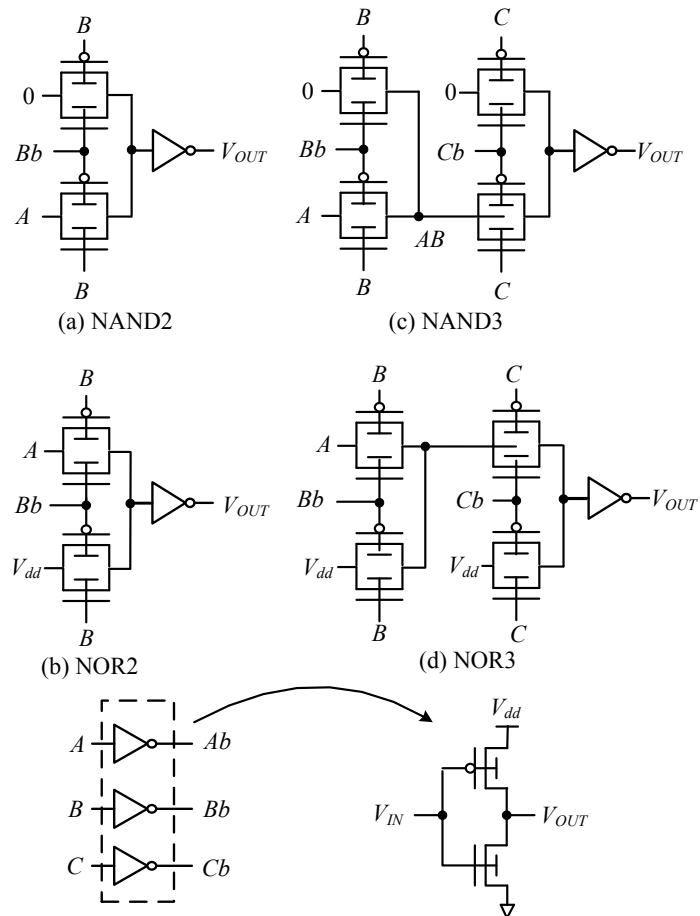 B
0
Bb
V_OUT
A
B
(a) NAND2
B
C
0
0
Bb
Cb
V_OUT
A
AB
B
C
(c) NAND3
B
A
Bb
V_OUT
V_dd
B
(b) NOR2
B
C
A
Bb
Cb
V_OUT
V_dd
V_dd
B
C
(d) NOR3
A
Ab
B
Bb
C
Cb
V_dd
V_IN
V_OUT